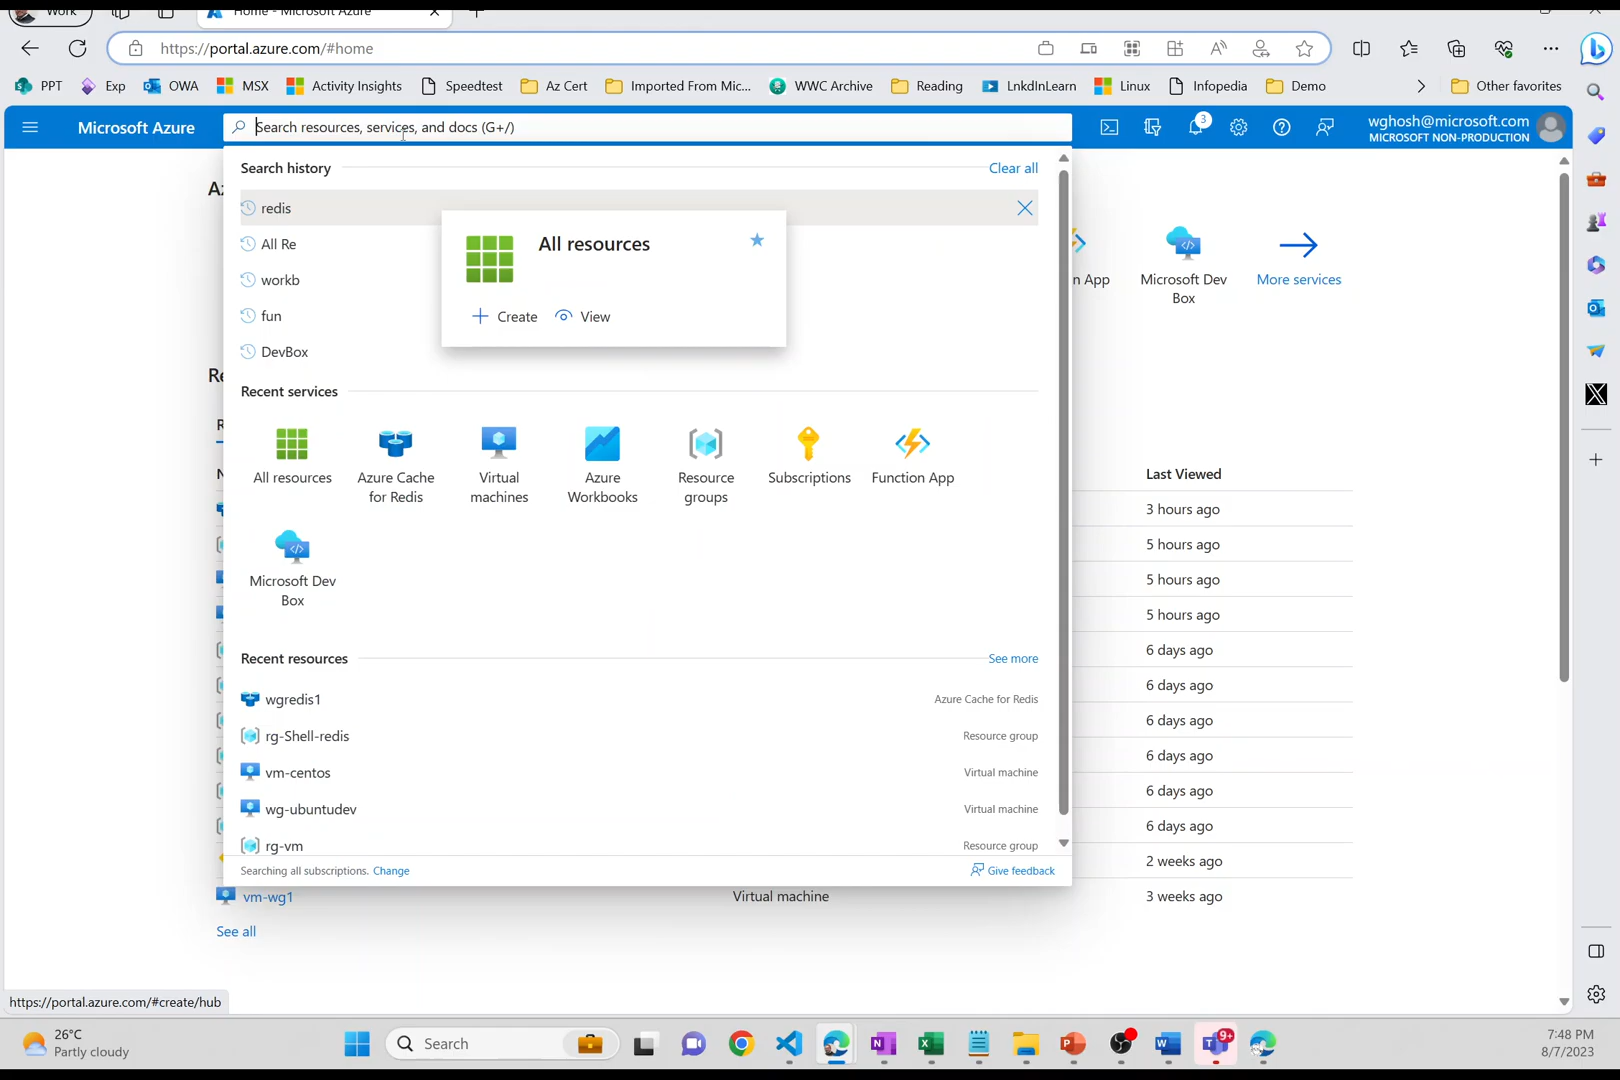 Work
Home - Microsoft Azure
https://portal.azure.com/#home
PPT
Exp
OWA
MSX
Activity Insights
Speedtest
Az Cert
Imported From Mic...
WWC Archive
Reading
LnkdInLearn
Linux
Infopedia
Demo
Other favorites
Microsoft Azure
Search resources, services, and docs (G+/)
3
wghosh@microsoft.com
MICROSOFT NON-PRODUCTION
Search history
Clear all
redis
All Re
workb
fun
DevBox
All resources
Create
View
n App
Microsoft Dev
Box
More services
Recent services
All resources
Azure Cache
for Redis
Virtual
machines
Azure
Workbooks
Resource
groups
Subscriptions
Function App
Microsoft Dev
Box
Last Viewed
3 hours ago
5 hours ago
5 hours ago
5 hours ago
6 days ago
6 days ago
6 days ago
6 days ago
6 days ago
6 days ago
2 weeks ago
3 weeks ago
Recent resources
See more
wgredis1
Azure Cache for Redis
rg-Shell-redis
Resource group
vm-centos
Virtual machine
wg-ubuntudev
Virtual machine
rg-vm
Resource group
Searching all subscriptions. Change
Give feedback
vm-wg1
Virtual machine
See all
https://portal.azure.com/#create/hub
26°C
Partly cloudy
Search
9+
7:48 PM
8/7/2023